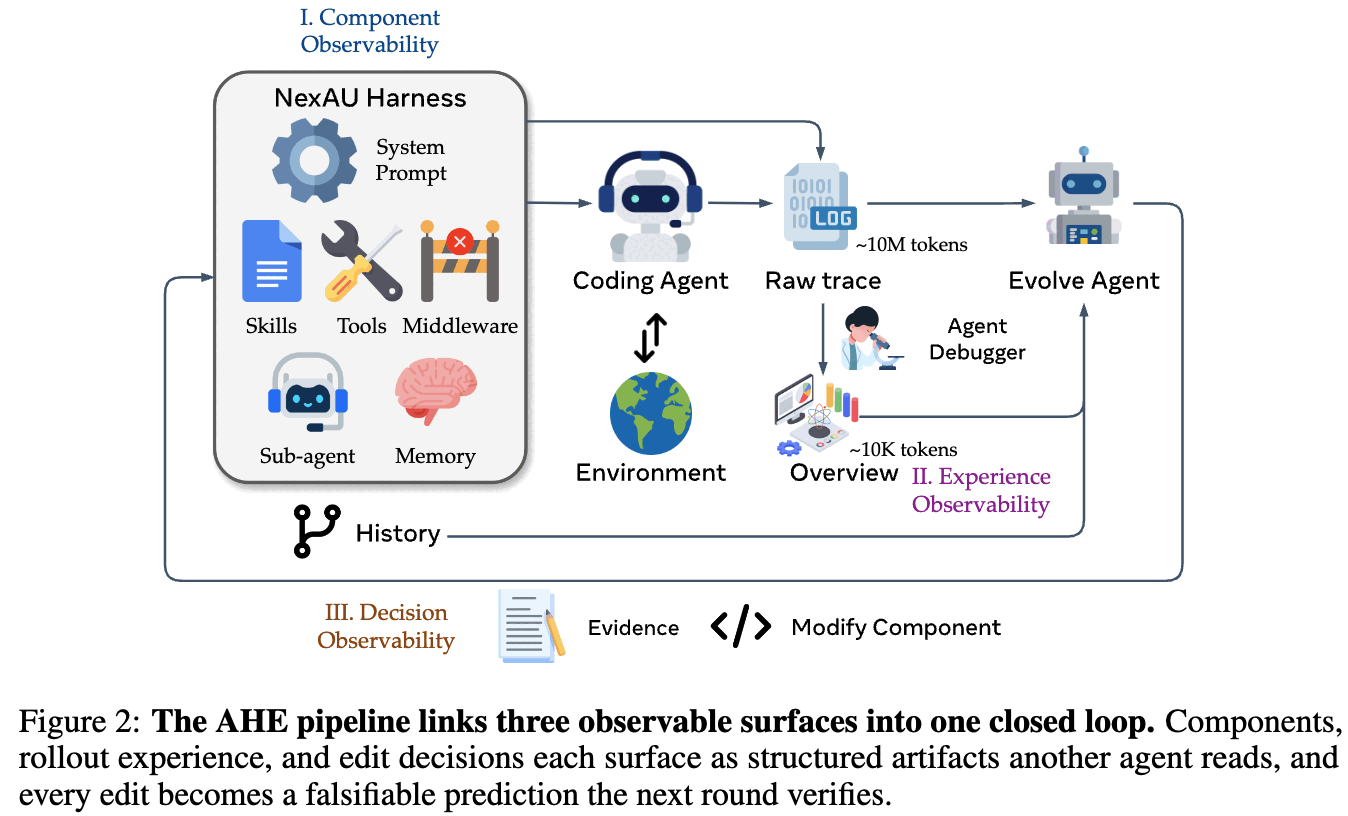 I. Component
Observability
NexAU Harness
System
Prompt
Skills
Tools
Middleware
Sub-agent
Memory
Coding Agent
Environment
01010
01010
10
LOG
~10M tokens
Raw trace
Agent
Debugger
~10K tokens
Overview
II. Experience
Observability
Evolve Agent
History
III. Decision
Observability
Evidence
Modify Component
Figure 2: The AHE pipeline links three observable surfaces into one closed loop. Components,
rollout experience, and edit decisions each surface as structured artifacts another agent reads, and
every edit becomes a falsifiable prediction the next round verifies.